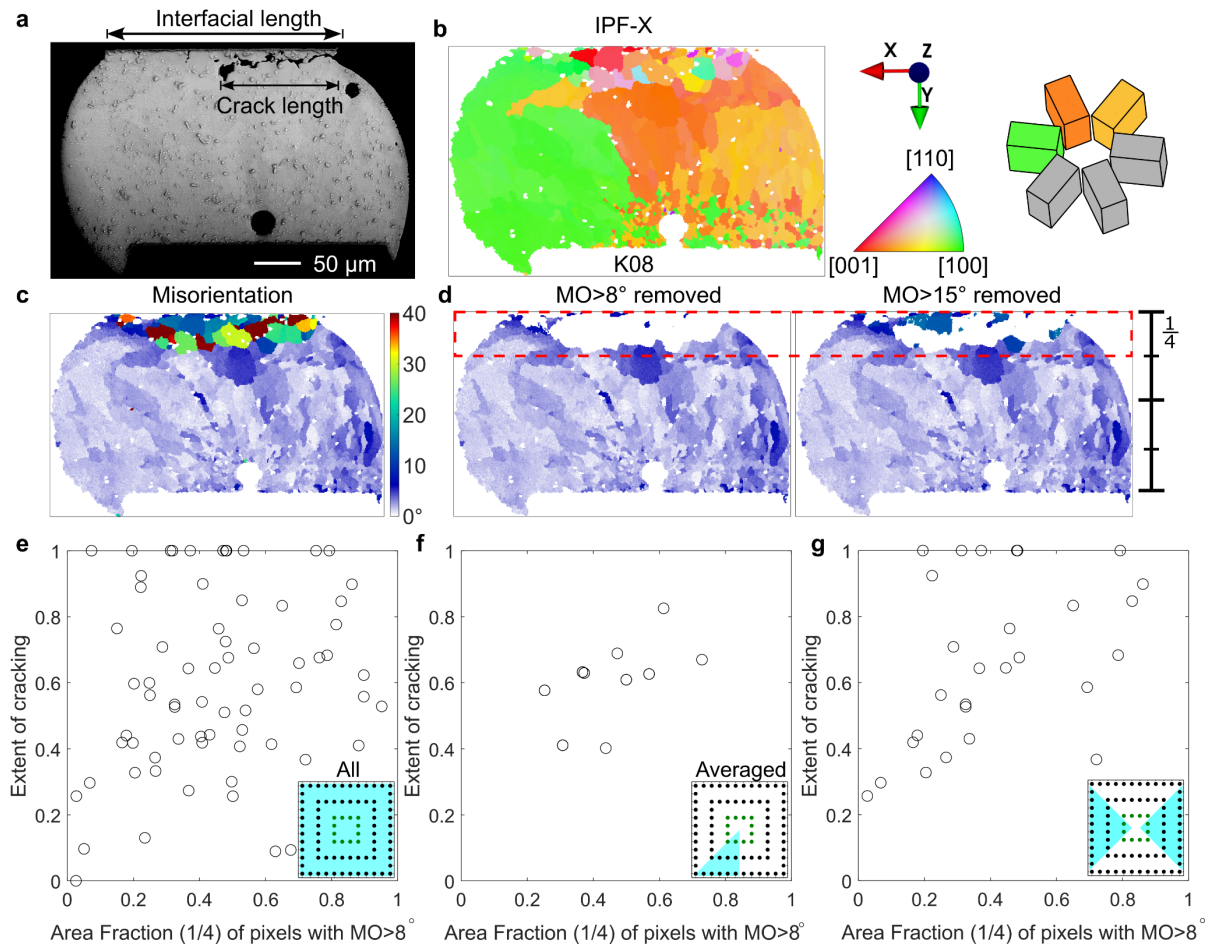 a
Interfacial length
Crack length
50 µm
b
IPF-X
K08
X
Z
Y
[110]
[001]
[100]
c
Misorientation
40
30
20
10
0°
d
MO>8° removed
MO>15° removed
1
4
e
Extent of cracking
1
0.8
0.6
0.4
0.2
0
0
0.2
0.4
0.6
0.8
1
All
Area Fraction (1/4) of pixels with MO>8°
f
Extent of cracking
1
0.8
0.6
0.4
0.2
0
0
0.2
0.4
0.6
0.8
1
Averaged
Area Fraction (1/4) of pixels with MO>8°
g
Extent of cracking
1
0.8
0.6
0.4
0.2
0
0
0.2
0.4
0.6
0.8
1
Area Fraction (1/4) of pixels with MO>8°